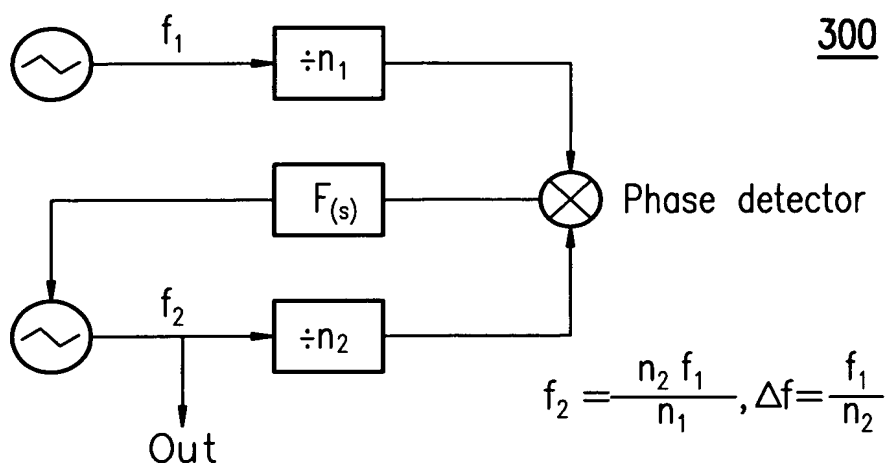 300
f₁
÷n₁
F₍s₎
Phase detector
f₂
÷n₂
Out
f₂ = n₂ f₁ / n₁ , Δf = f₁ / n₂